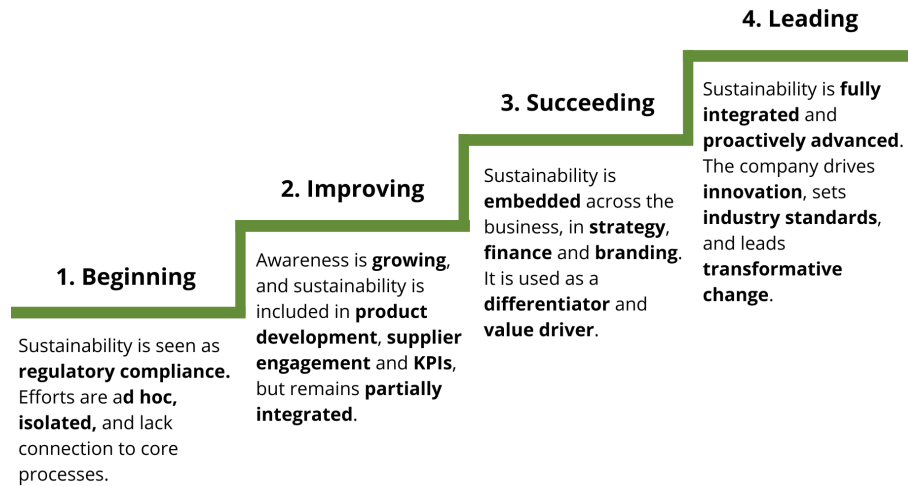 1. Beginning
Sustainability is seen as
regulatory compliance.
Efforts are ad hoc,
isolated, and lack
connection to core
processes.
2. Improving
Awareness is growing,
and sustainability is
included in product
development, supplier
engagement and KPIs,
but remains partially
integrated.
3. Succeeding
Sustainability is
embedded across the
business, in strategy,
finance and branding.
It is used as a
differentiator and
value driver.
4. Leading
Sustainability is fully
integrated and
proactively advanced.
The company drives
innovation, sets
industry standards,
and leads
transformative
change.